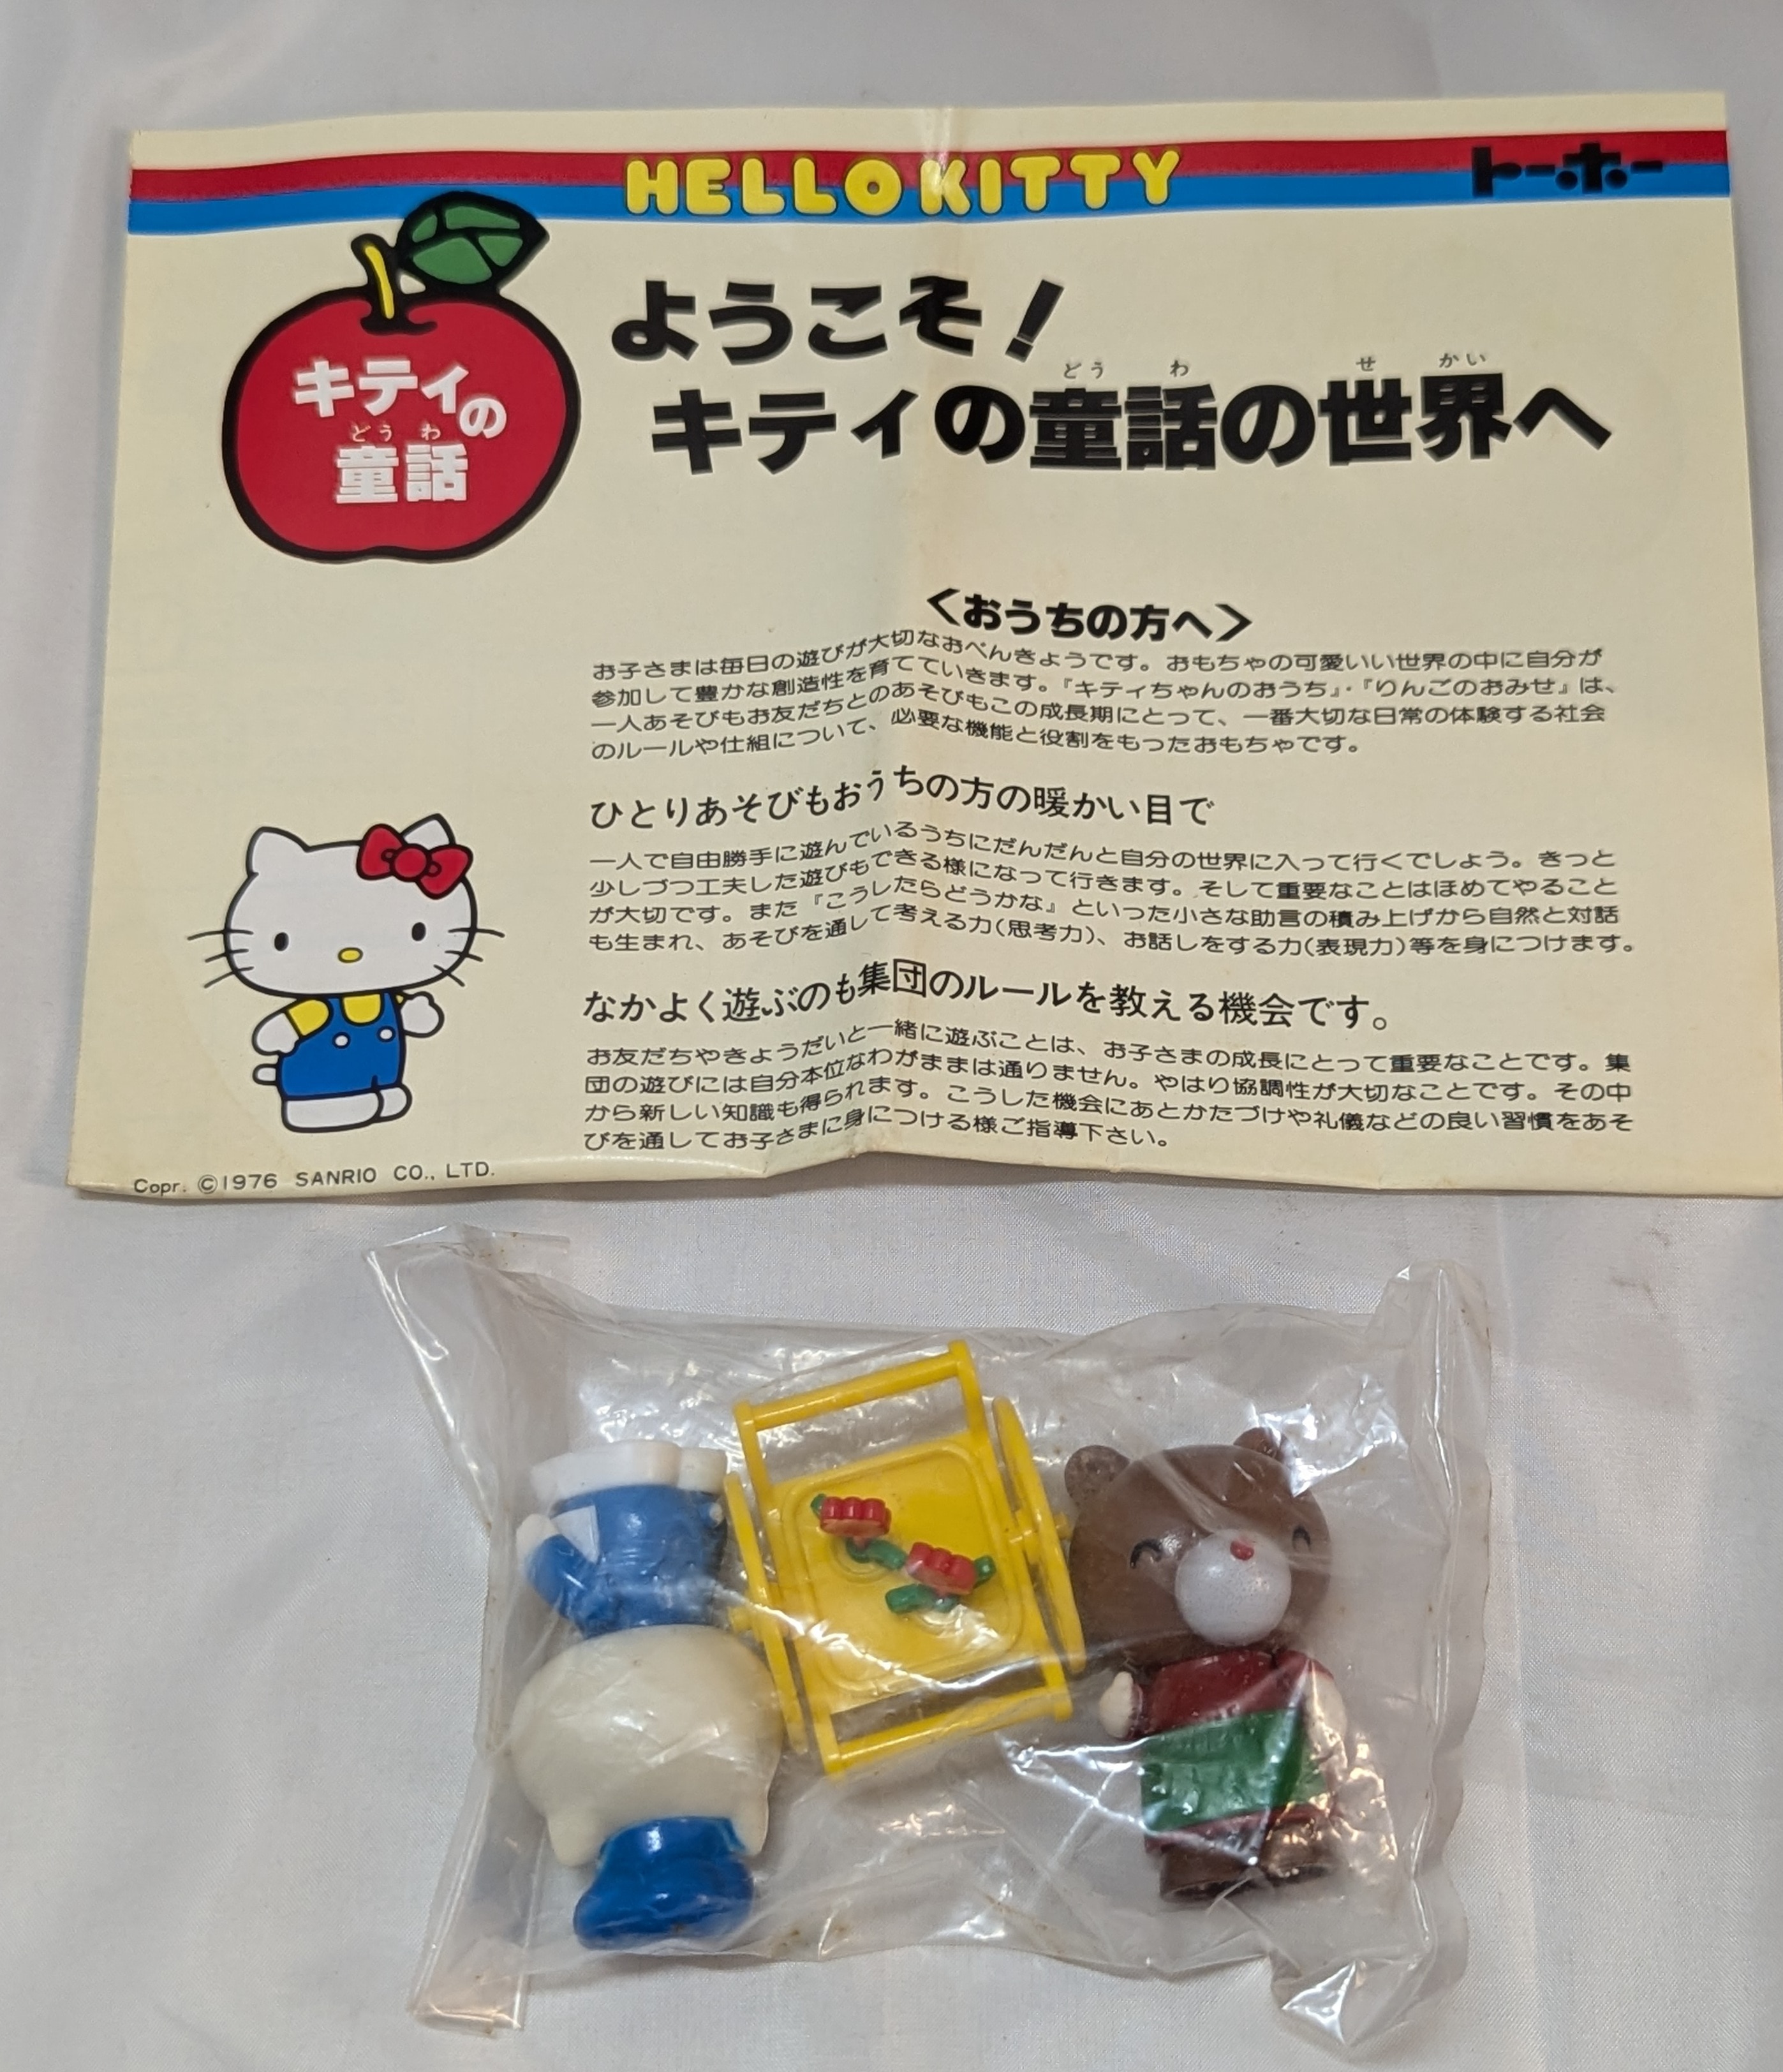 HELLO KITTY
トーホー
キティの
どうわ
童話
ようこそ!
どうわ せかい
キティの童話の世界へ
<おうちの方へ>
お子さまは毎日の遊びが大切なおべんきようです。おもちゃの可愛いい世界の中に自分が
参加して豊かな創造性を育てていきます。『キティちゃんのおうち』・『りんごのおみせ』は、
一人あそびもお友だちとのあそびもこの成長期にとって、一番大切な日常の体験する社会
のルールや仕組について、必要な機能と役割をもったおもちゃです。
ひとりあそびもおうちの方の暖かい目で
一人で自由勝手に遊んでいるうちにだんだんと自分の世界に入って行くでしょう。きっと
少しづつ工夫した遊びもできる様になって行きます。そして重要なことはほめてやること
が大切です。また『こうしたらどうかな』といった小さな助言の積み上げから自然と対話
も生まれ、あそびを通して考える力(思考力)、お話しをする力(表現力)等を身につけます。
なかよく遊ぶのも集団のルールを教える機会です。
お友だちやきようだいと一緒に遊ぶことは、お子さまの成長にとって重要なことです。集
団の遊びには自分本位なわがままは通りません。やはり協調性が大切なことです。その中
から新しい知識も得られます。こうした機会にあとかたづけや礼儀などの良い習慣をあそ
びを通してお子さまに身につける様ご指導下さい。
Copr. ©1976 SANRIO CO., LTD.